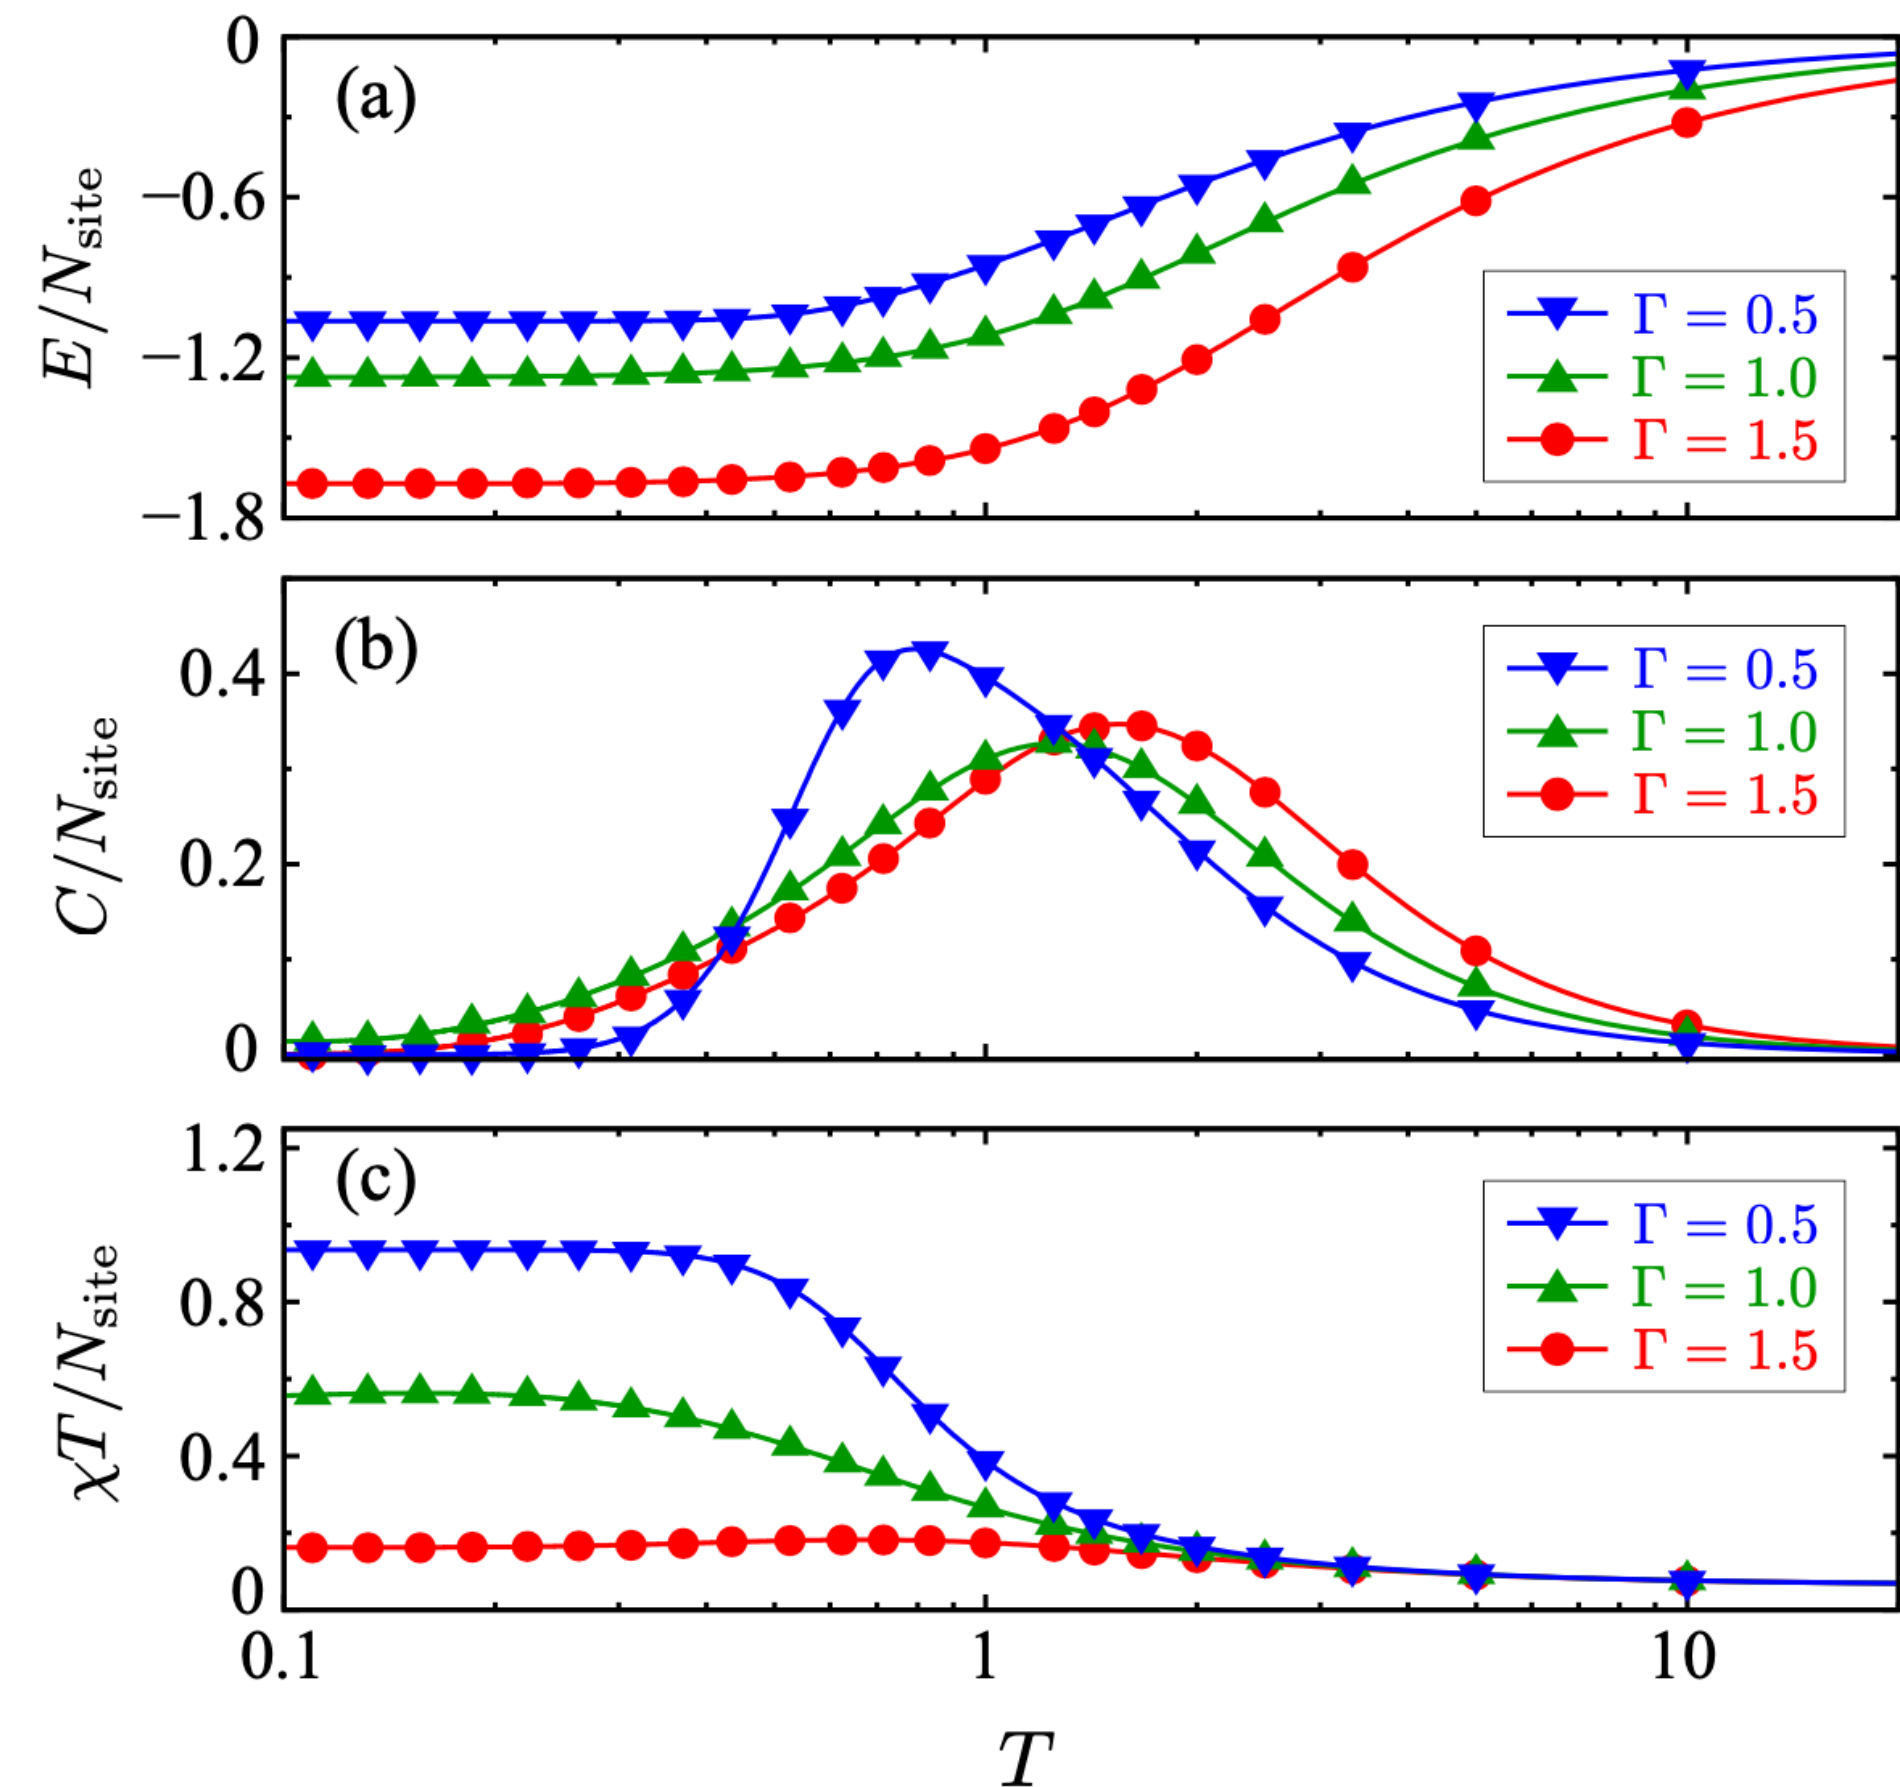 (a)
0
−0.6
−1.2
−1.8
E/N_site
Γ = 0.5
Γ = 1.0
Γ = 1.5
(b)
0.4
0.2
0
C/N_site
Γ = 0.5
Γ = 1.0
Γ = 1.5
(c)
1.2
0.8
0.4
0
χT/N_site
Γ = 0.5
Γ = 1.0
Γ = 1.5
0.1 1 10
T